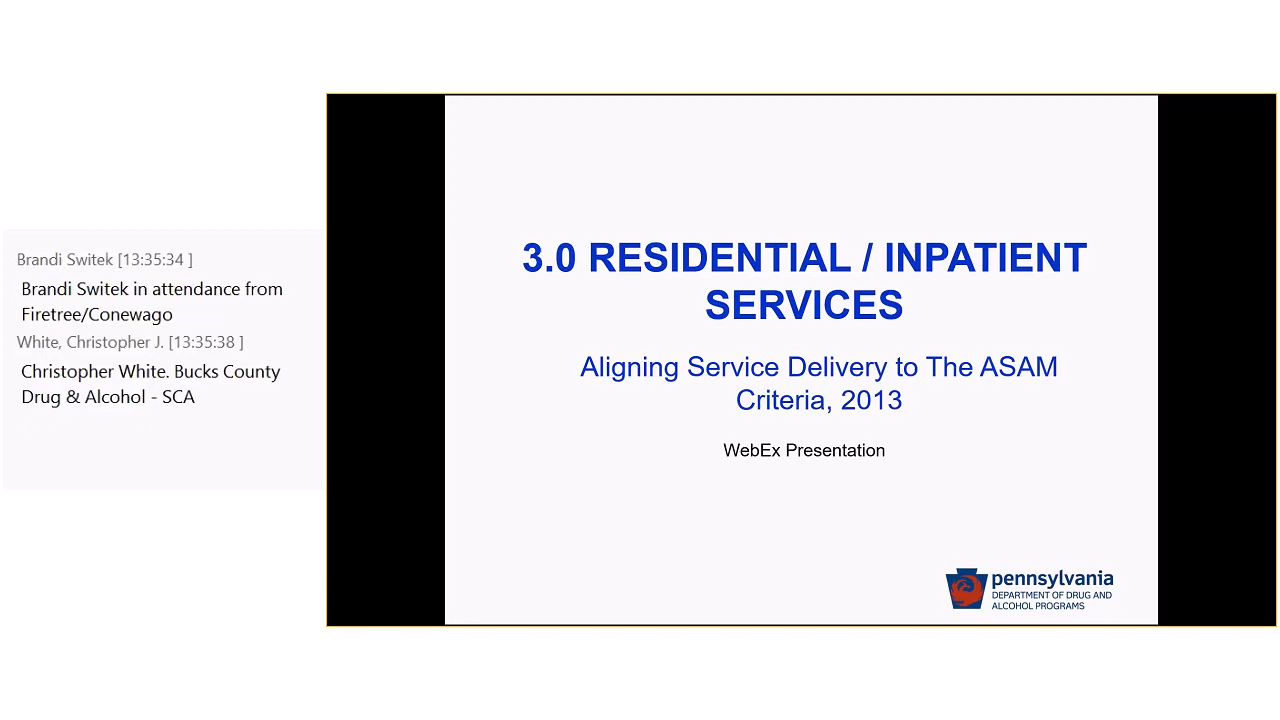 Brandi Switek [13:35:34 ]
Brandi Switek in attendance from
Firetree/Conewago
White, Christopher J. [13:35:38 ]
Christopher White. Bucks County
Drug & Alcohol - SCA
3.0 RESIDENTIAL / INPATIENT
SERVICES
Aligning Service Delivery to The ASAM
Criteria, 2013
WebEx Presentation
pennsylvania
DEPARTMENT OF DRUG AND
ALCOHOL PROGRAMS